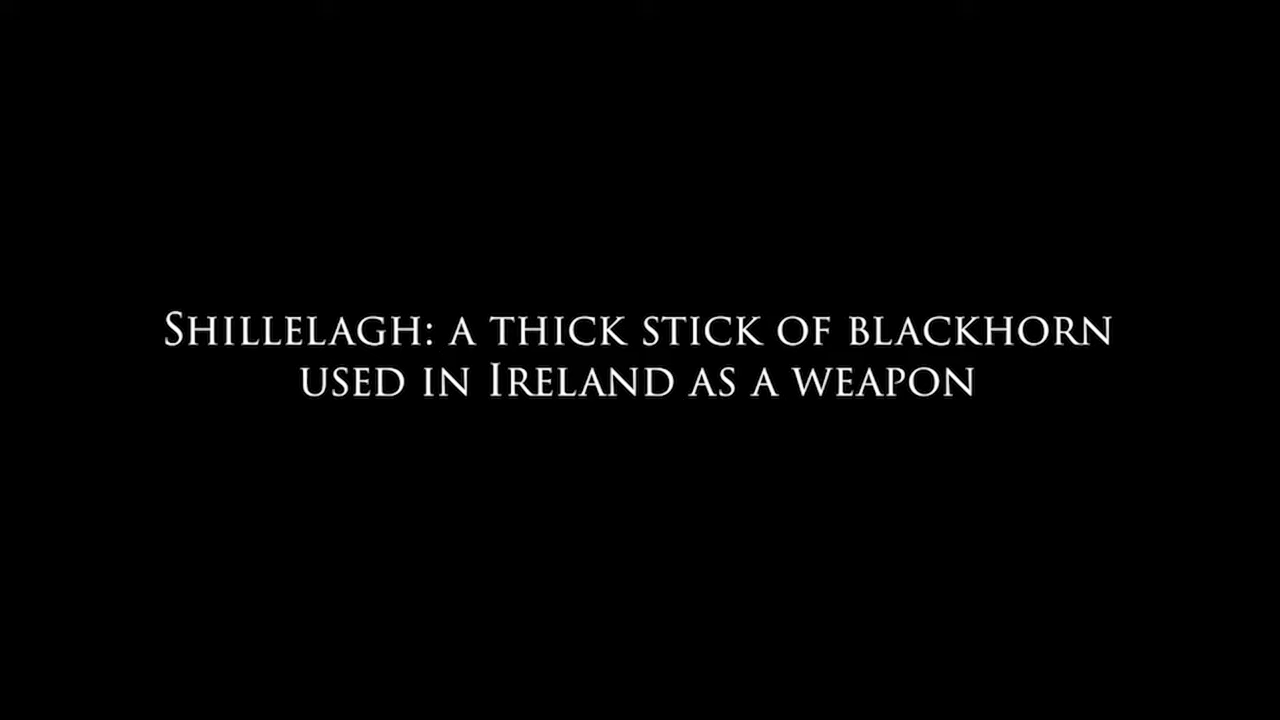 Shillelagh: a thick stick of blackhorn
used in Ireland as a weapon